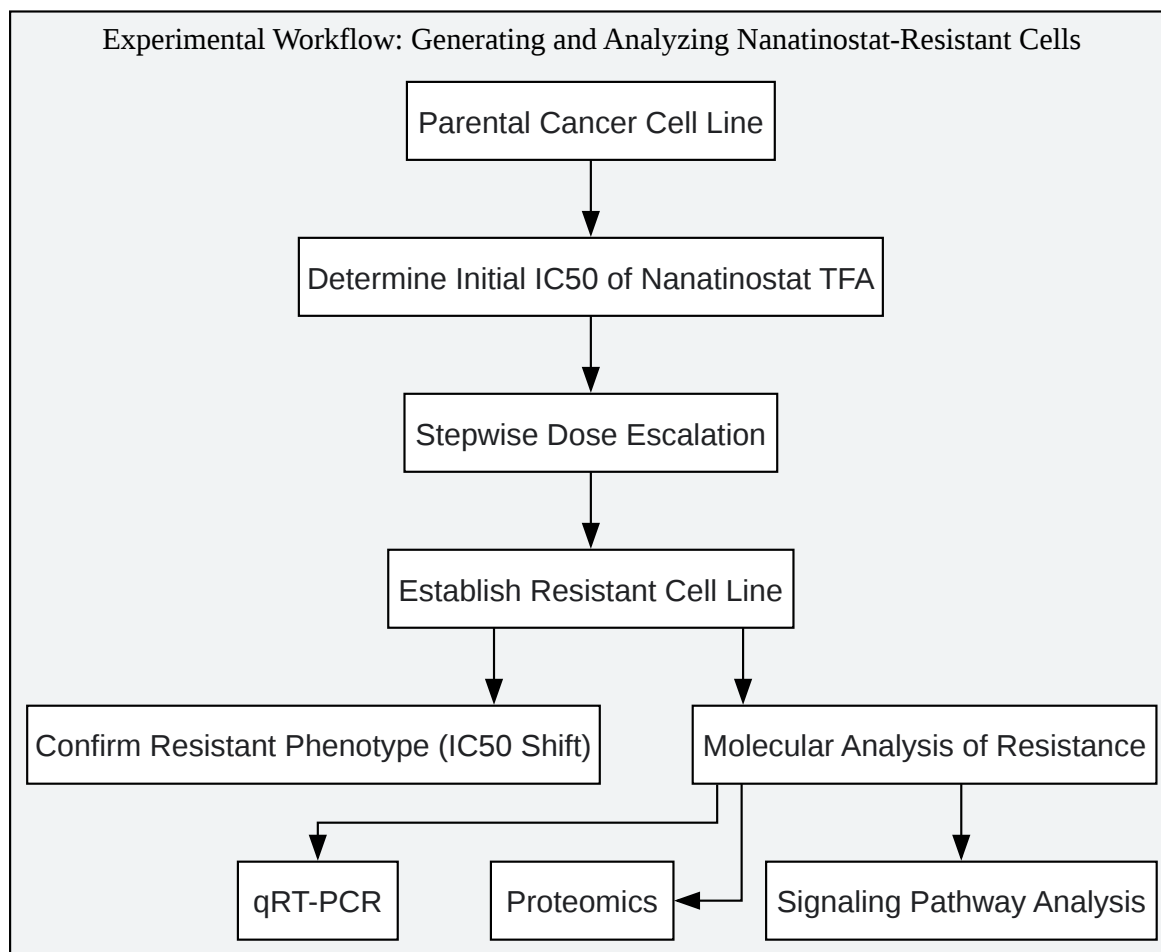 Experimental Workflow: Generating and Analyzing Nanatinostat-Resistant Cells
Parental Cancer Cell Line
Determine Initial IC50 of Nanatinostat TFA
Stepwise Dose Escalation
Establish Resistant Cell Line
Confirm Resistant Phenotype (IC50 Shift)
Molecular Analysis of Resistance
qRT-PCR
Proteomics
Signaling Pathway Analysis